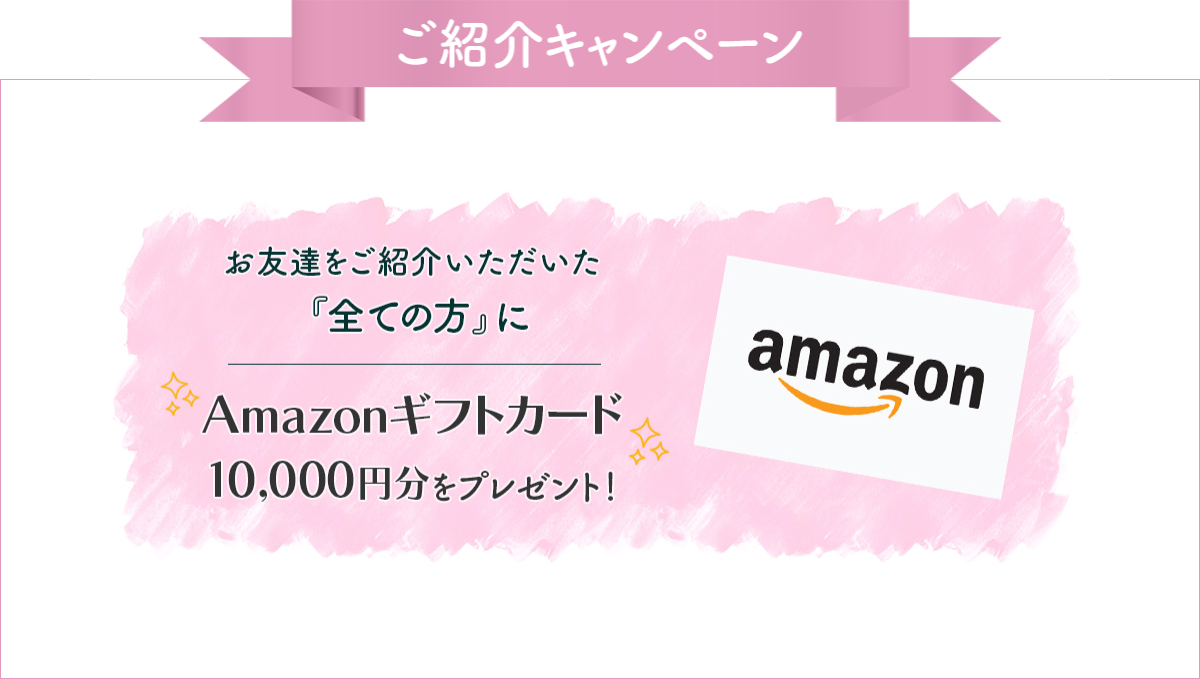 ご紹介キャンペーン
お友達をご紹介いただいた
『全ての方』に
Amazonギフトカード
10,000円分をプレゼント!
amazon